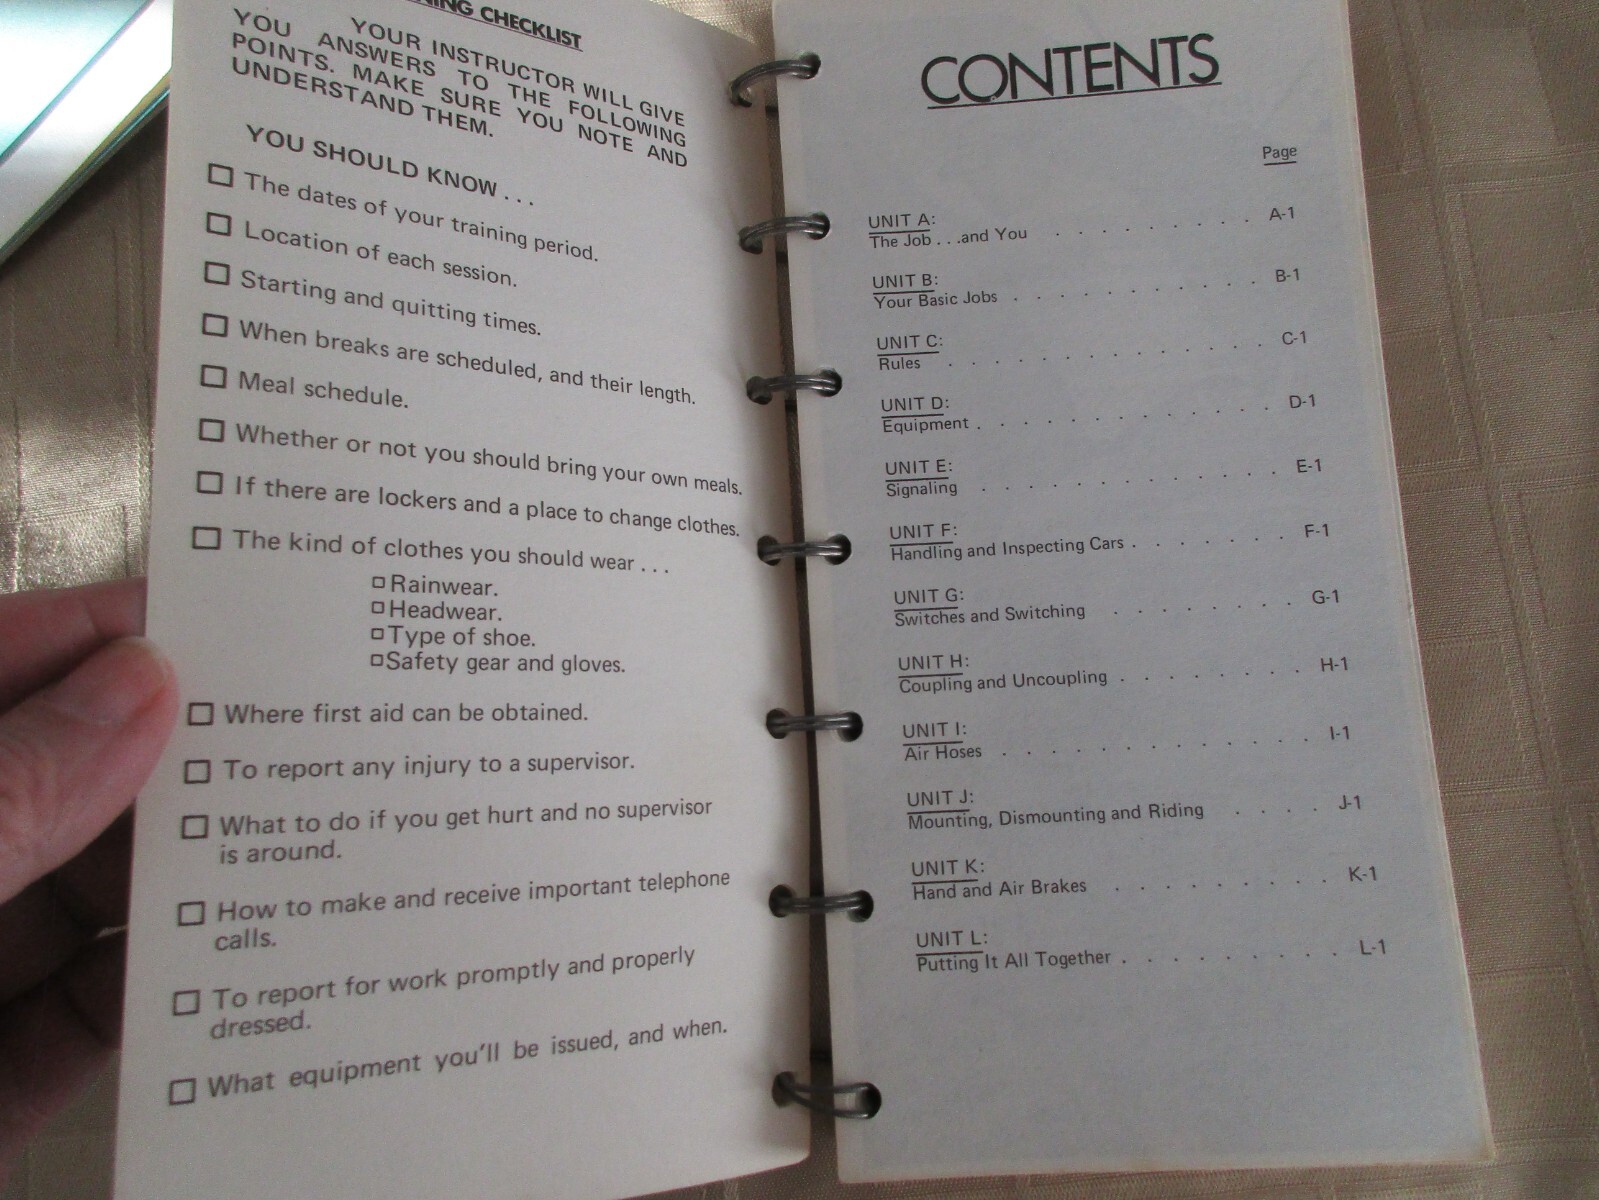 CHECKLIST
YOUR INSTRUCTOR WILL GIVE
YOU ANSWERS TO THE FOLLOWING
POINTS. MAKE SURE YOU NOTE AND
UNDERSTAND THEM.
YOU SHOULD KNOW . . .
The dates of your training period.
Location of each session.
Starting and quitting times.
When breaks are scheduled, and their length.
Meal schedule.
Whether or not you should bring your own meals.
If there are lockers and a place to change clothes.
The kind of clothes you should wear . . .
Rainwear.
Headwear.
Type of shoe.
Safety gear and gloves.
Where first aid can be obtained.
To report any injury to a supervisor.
What to do if you get hurt and no supervisor
is around.
How to make and receive important telephone
calls.
To report for work promptly and properly
dressed.
What equipment you'll be issued, and when.
CONTENTS
Page
UNIT A:
The Job . . .and You . . . . . . . . . A-1
UNIT B:
Your Basic Jobs . . . . . . . . . . . B-1
UNIT C:
Rules . . . . . . . . . . . . . C-1
UNIT D:
Equipment . . . . . . . . . . . . D-1
UNIT E:
Signaling . . . . . . . . . . . . . E-1
UNIT F:
Handling and Inspecting Cars . . . . . . . F-1
UNIT G:
Switches and Switching . . . . . . . . G-1
UNIT H:
Coupling and Uncoupling . . . . . . . . H-1
UNIT I:
Air Hoses . . . . . . . . . . . . . I-1
UNIT J:
Mounting, Dismounting and Riding . . . . J-1
UNIT K:
Hand and Air Brakes . . . . . . . . . K-1
UNIT L:
Putting It All Together . . . . . . . . . L-1